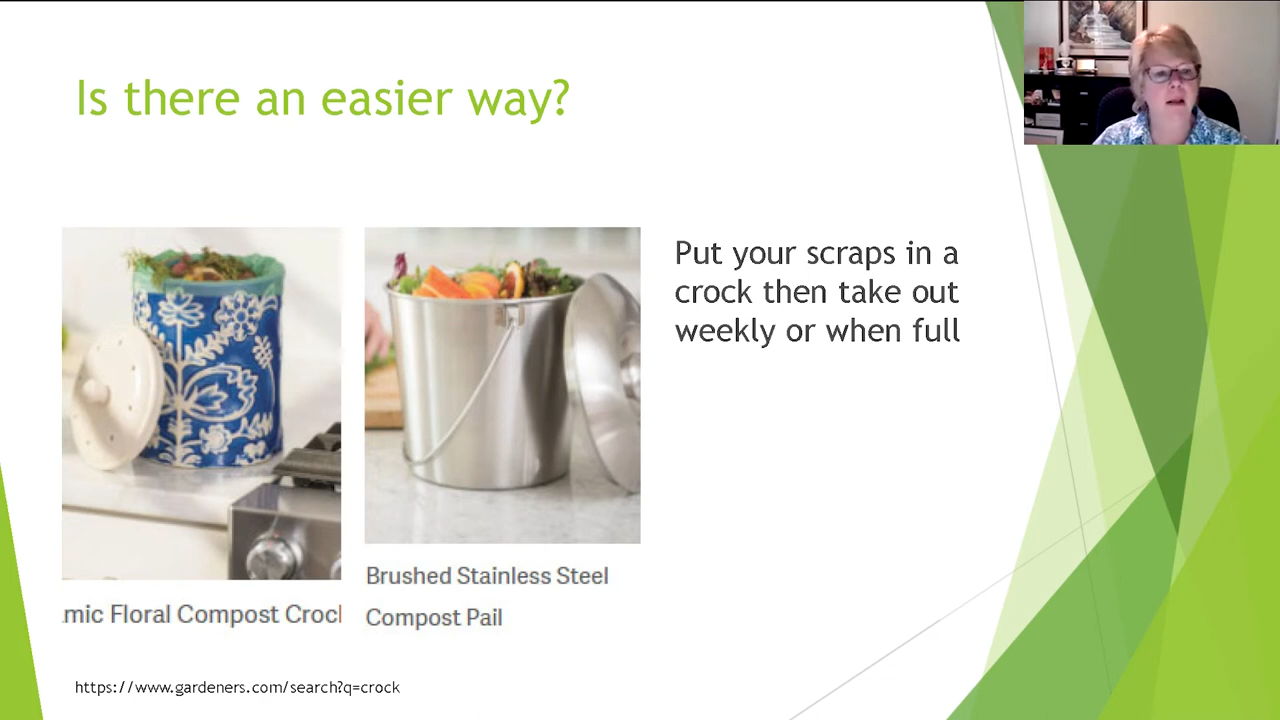 Is there an easier way?
Put your scraps in a
crock then take out
weekly or when full
mic Floral Compost Croc
Brushed Stainless Steel
Compost Pail
https://www.gardeners.com/search?q=crock